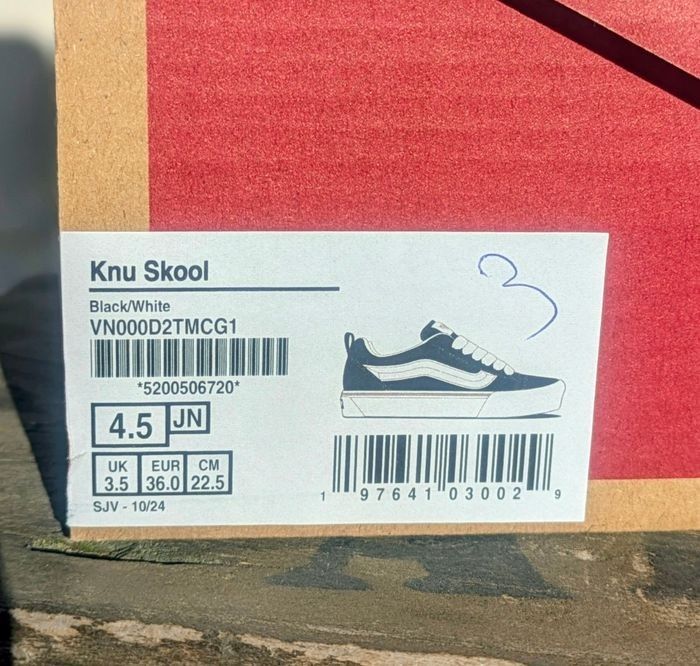 Knu Skool
Black/White
VN000D2TMCG1
*5200506720*
4.5 JN
UK EUR CM
3.5 36.0 22.5
SJV - 10/24
3
1 97641 03002 9